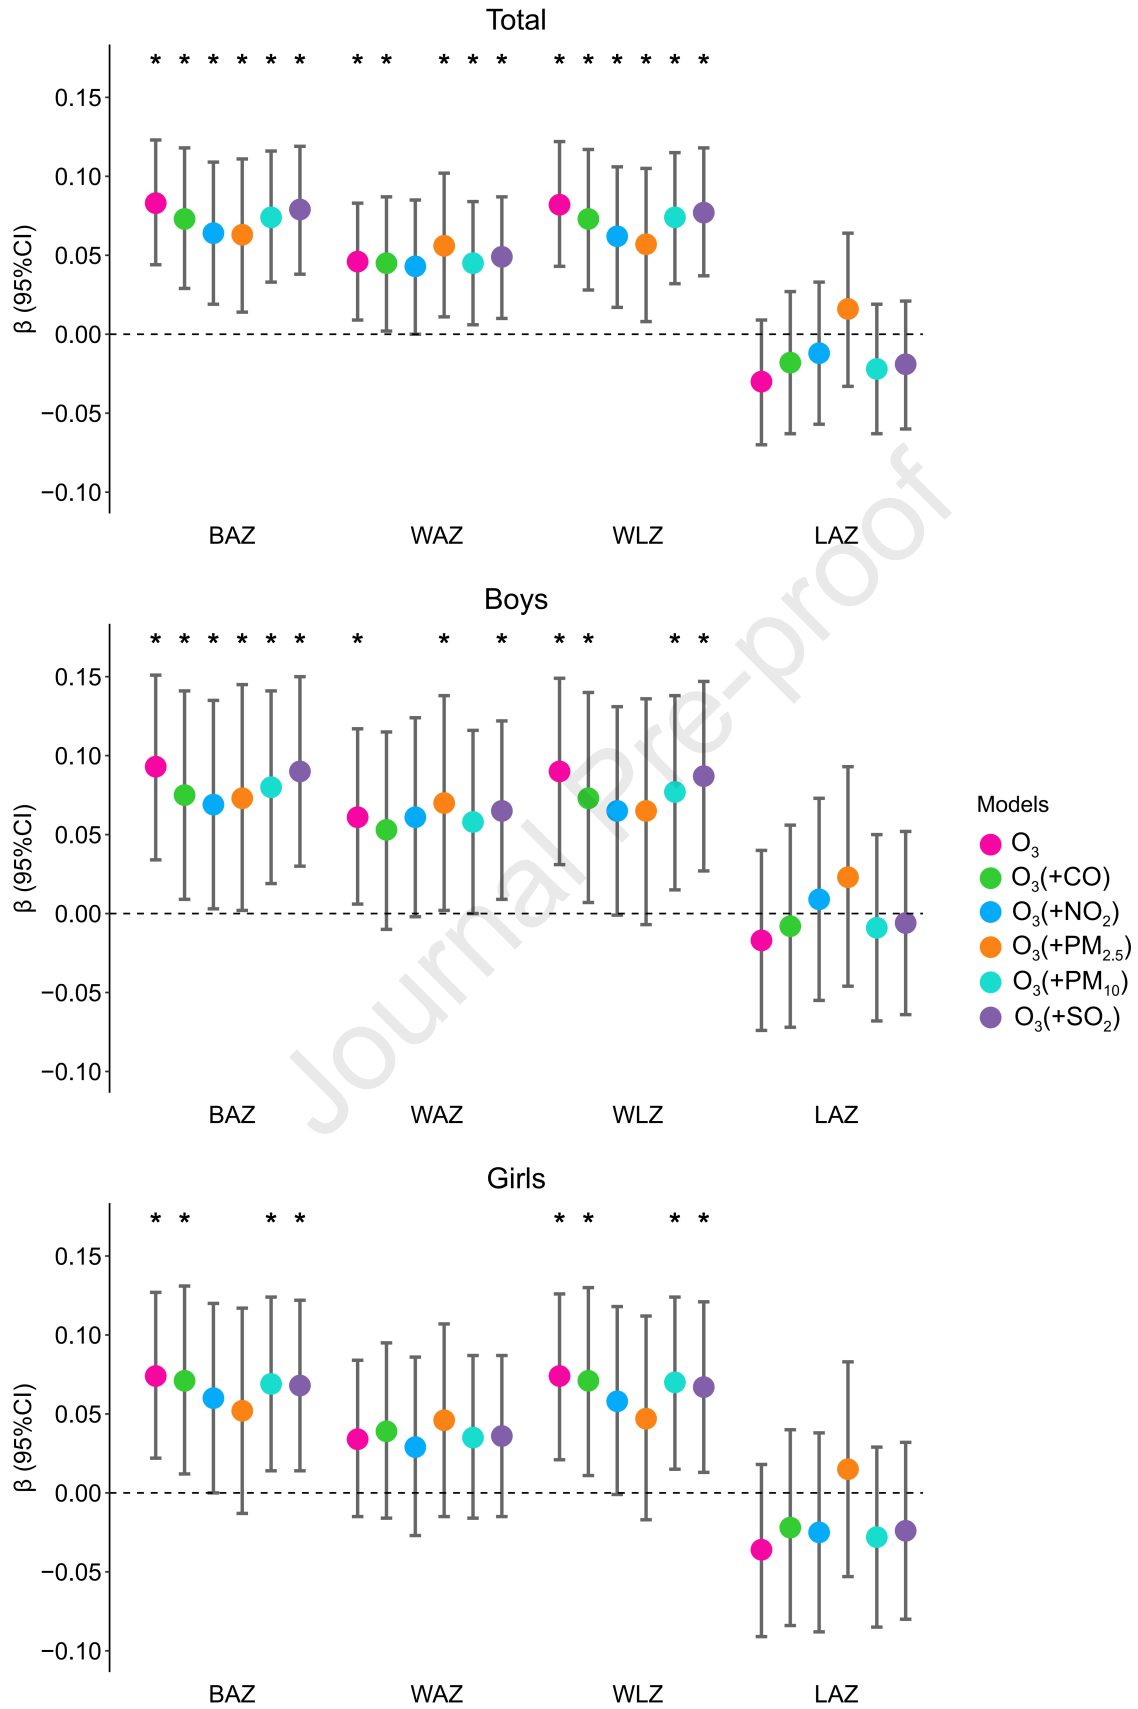 Total
* * * * * * * * * * * * * * * * *
0.15
0.10
0.05
0.00
−0.05
−0.10
β (95%CI)
BAZ WAZ WLZ LAZ
Boys
* * * * * * * * * * * * *
0.15
0.10
0.05
0.00
−0.05
−0.10
β (95%CI)
BAZ WAZ WLZ LAZ
Models
O₃
O₃(+CO)
O₃(+NO₂)
O₃(+PM₂.₅)
O₃(+PM₁₀)
O₃(+SO₂)
Girls
* * * * * * * *
0.15
0.10
0.05
0.00
−0.05
−0.10
β (95%CI)
BAZ WAZ WLZ LAZ
Journal Pre-proof